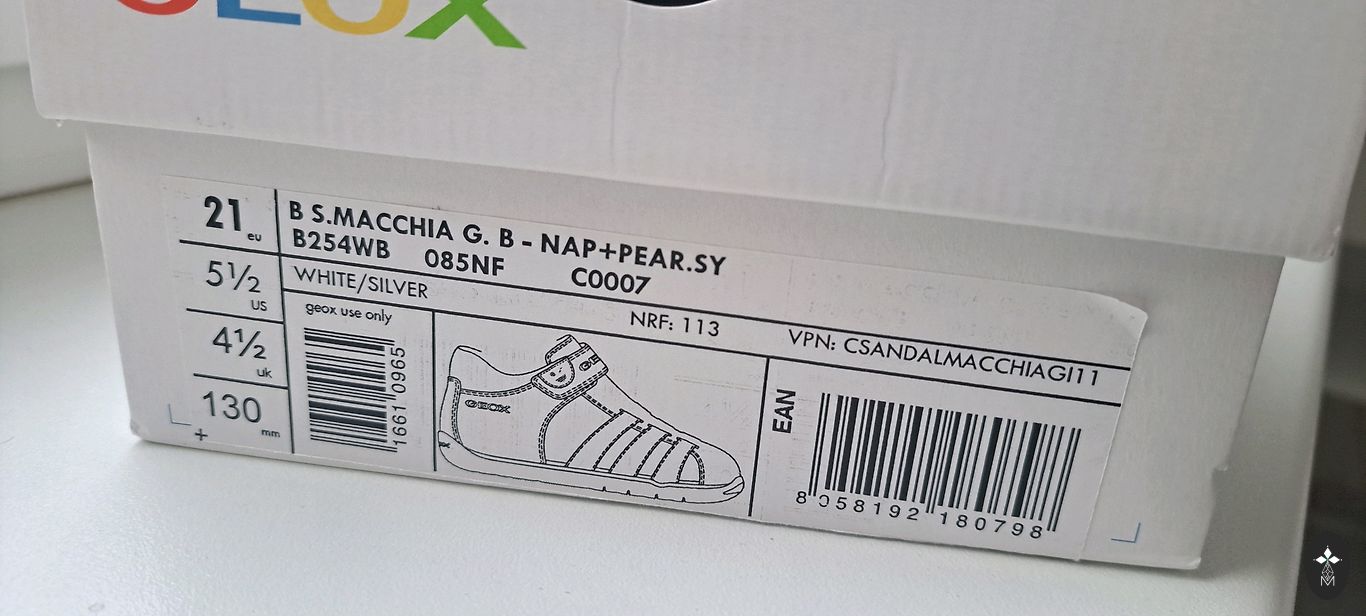 GEOX
21 eu
B S.MACCHIA G. B - NAP+PEAR.SY
B254WB 085NF C0007
5½ US
WHITE/SILVER
NRF: 113
VPN: CSANDALMACCHIAGI11
4½ uk
130 mm
geox use only
1661 0965
GEOX
EAN
8 058192 180798
M